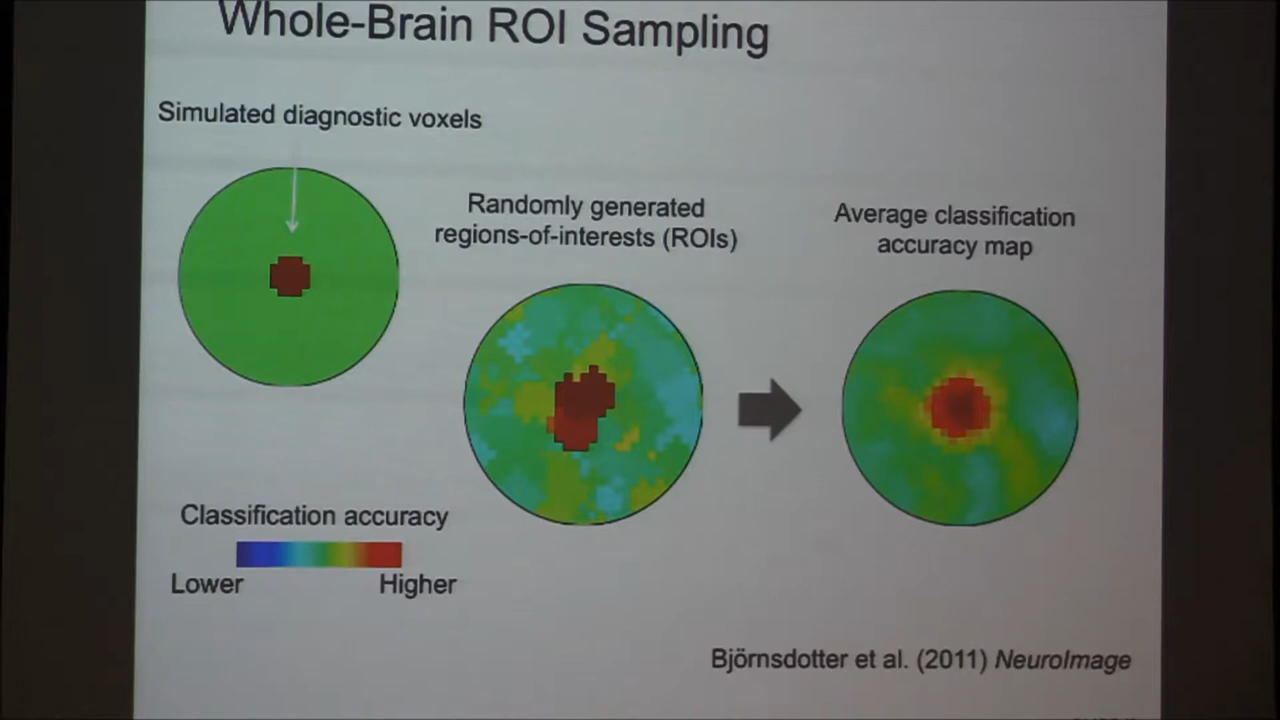 Whole-Brain ROI Sampling
Simulated diagnostic voxels
Randomly generated
regions-of-interests (ROIs)
Average classification
accuracy map
Classification accuracy
Lower
Higher
Björnsdotter et al. (2011) NeuroImage